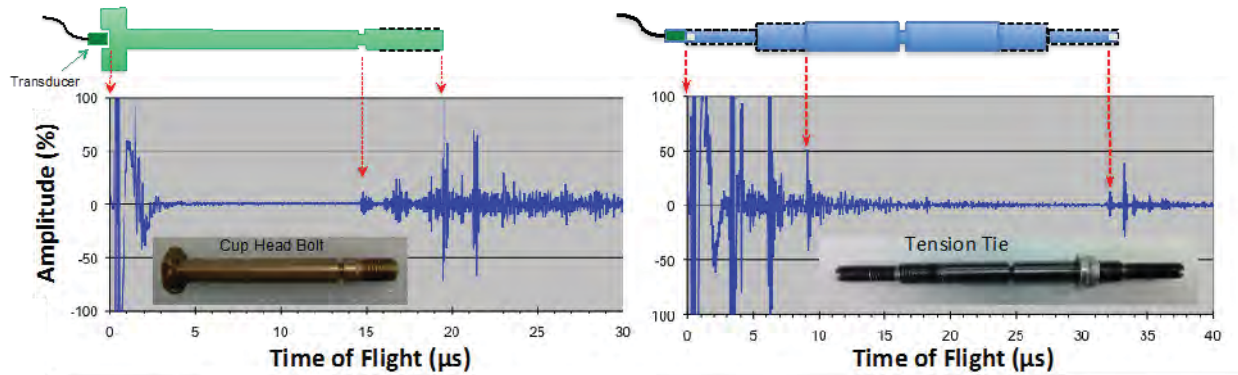 Transducer
Amplitude (%)
100
50
0
-50
-100
Cup Head Bolt
0 5 10 15 20 25 30
Time of Flight (µs)
100
50
0
-50
-100
Tension Tie
0 5 10 15 20 25 30 35 40
Time of Flight (µs)